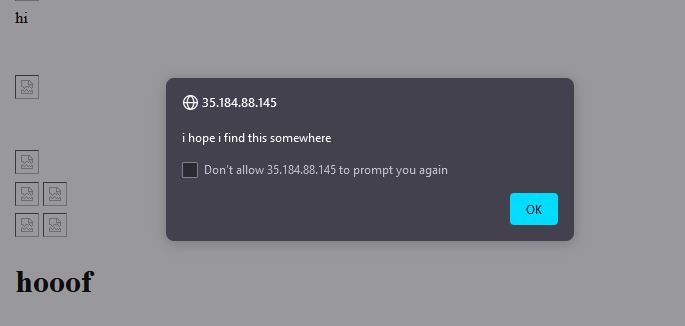 hi
35.184.88.145
i hope i find this somewhere
Don't allow 35.184.88.145 to prompt you again
OK
hooof